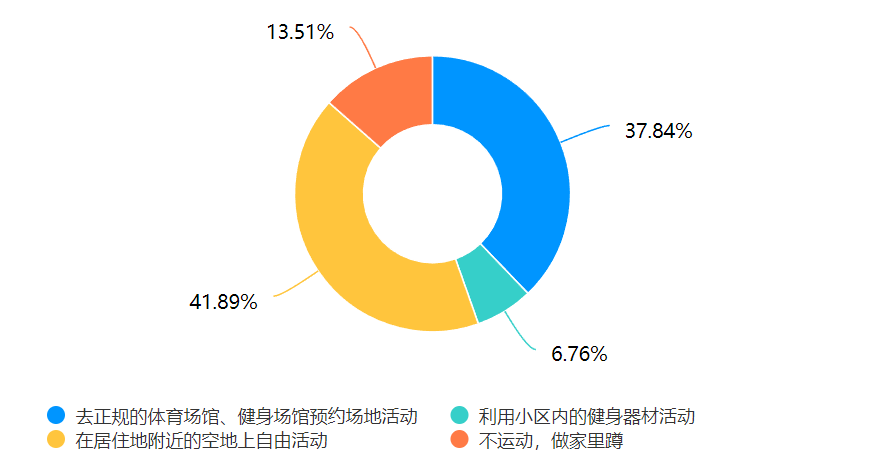 13.51%
37.84%
41.89%
6.76%
去正规的体育场馆、健身场馆预约场地活动
利用小区内的健身器材活动
在居住地附近的空地上自由活动
不运动，做家里蹲